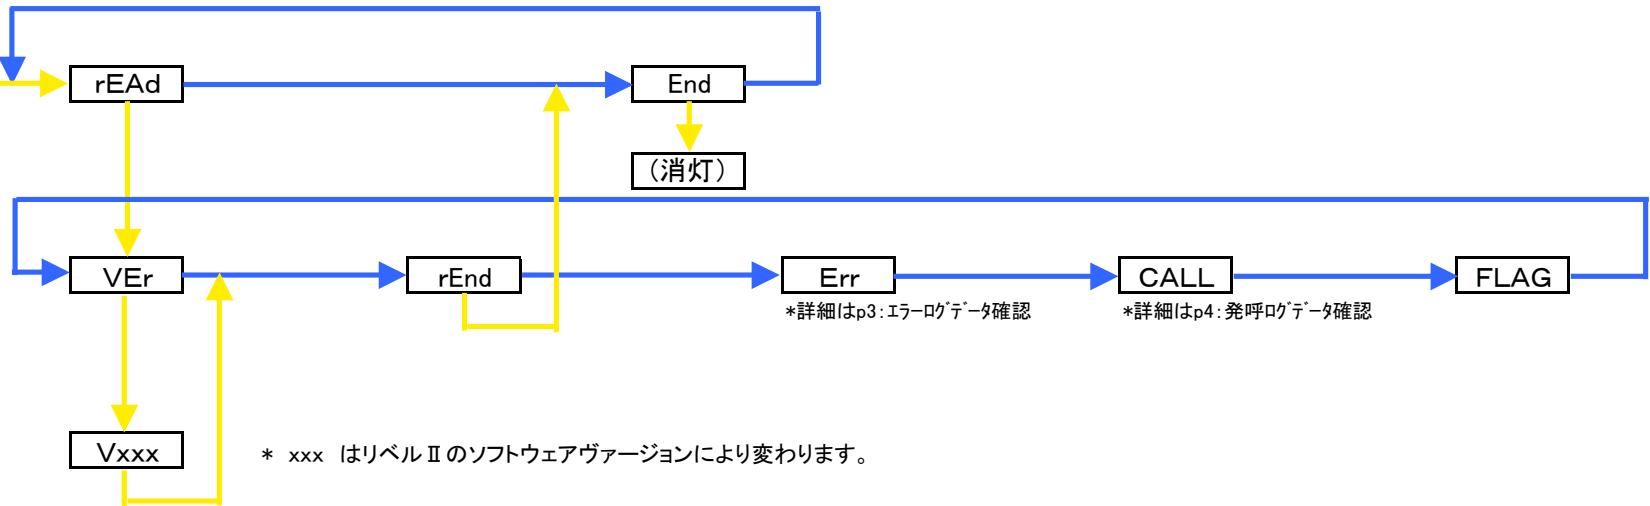 rEAd
End
（消灯）
VEr
rEnd
Err
CALL
FLAG
*詳細はp3：ｴﾗｰﾛｸﾞﾃﾞｰﾀ確認
*詳細はp4：発呼ﾛｸﾞﾃﾞｰﾀ確認
Vxxx
* xxx はリベルⅡのソフトウェアヴァージョンにより変わります。